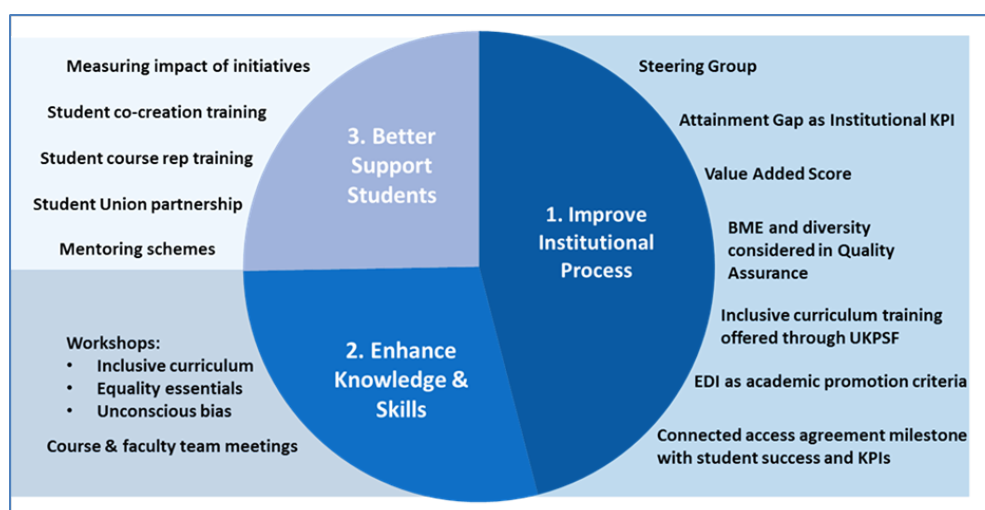 Measuring impact of initiatives
Student co-creation training
Student course rep training
Student Union partnership
Mentoring schemes
3. Better
Support
Students
1. Improve
Institutional
Process
Steering Group
Attainment Gap as Institutional KPI
Value Added Score
BME and diversity
considered in Quality
Assurance
Inclusive curriculum training
offered through UKPSF
EDI as academic promotion criteria
Connected access agreement milestone
with student success and KPIs
Workshops:
• Inclusive curriculum
• Equality essentials
• Unconscious bias
Course & faculty team meetings
2. Enhance
Knowledge &
Skills